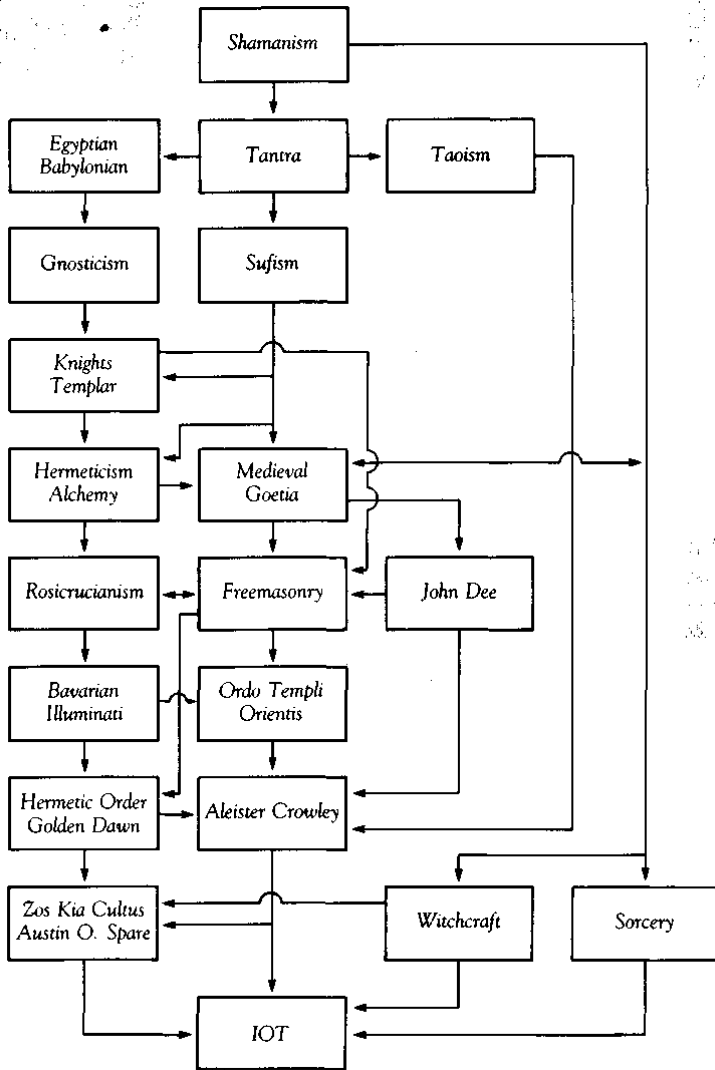 Shamanism
Egyptian
Babylonian
Tantra
Taoism
Gnosticism
Sufism
Knights
Templar
Hermeticism
Alchemy
Medieval
Goetia
Rosicrucianism
Freemasonry
John Dee
Bavarian
Illuminati
Ordo Templi
Orientis
Hermetic Order
Golden Dawn
Aleister Crowley
Zos Kia Cultus
Austin O. Spare
Witchcraft
Sorcery
IOT